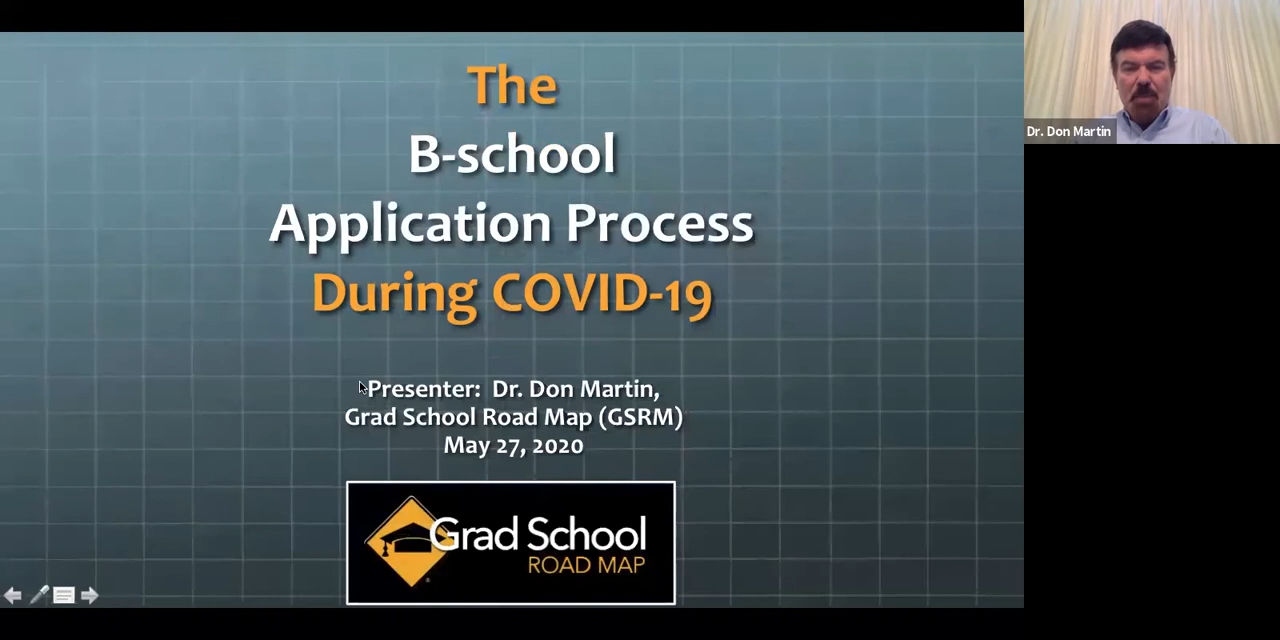 The
B-school
Application Process
During COVID-19
Presenter: Dr. Don Martin,
Grad School Road Map (GSRM)
May 27, 2020
Grad School
ROAD MAP
Dr. Don Martin